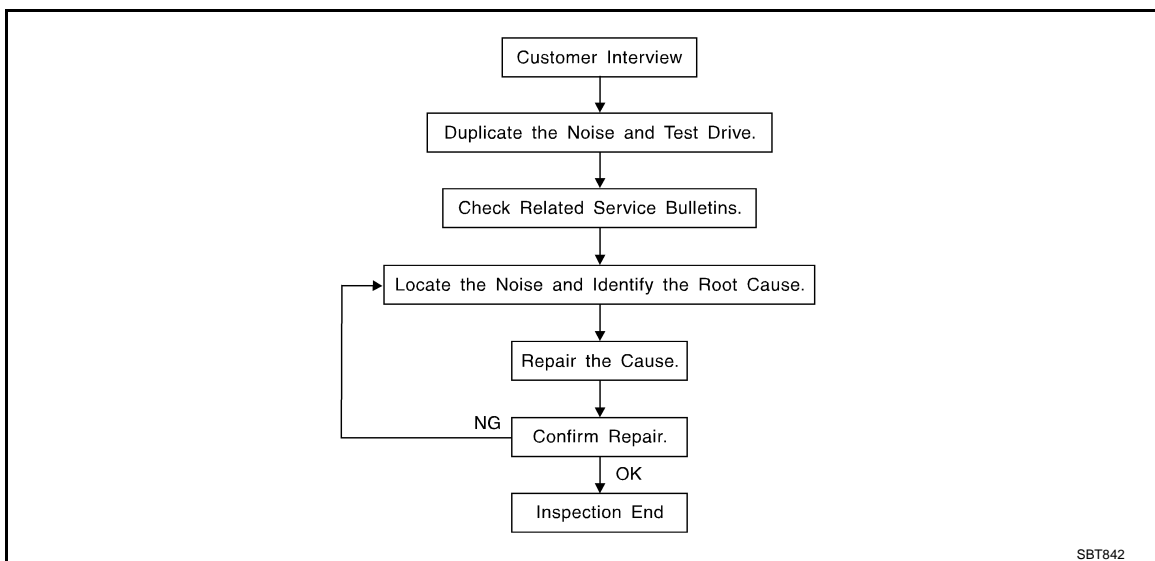 Customer Interview
Duplicate the Noise and Test Drive.
Check Related Service Bulletins.
Locate the Noise and Identify the Root Cause.
Repair the Cause.
NG
Confirm Repair.
OK
Inspection End
SBT842